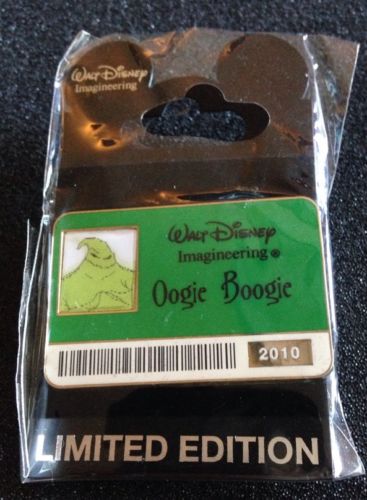 Walt Disney
Imagineering
Walt Disney
Imagineering®
Oogie Boogie
2010
LIMITED EDITION